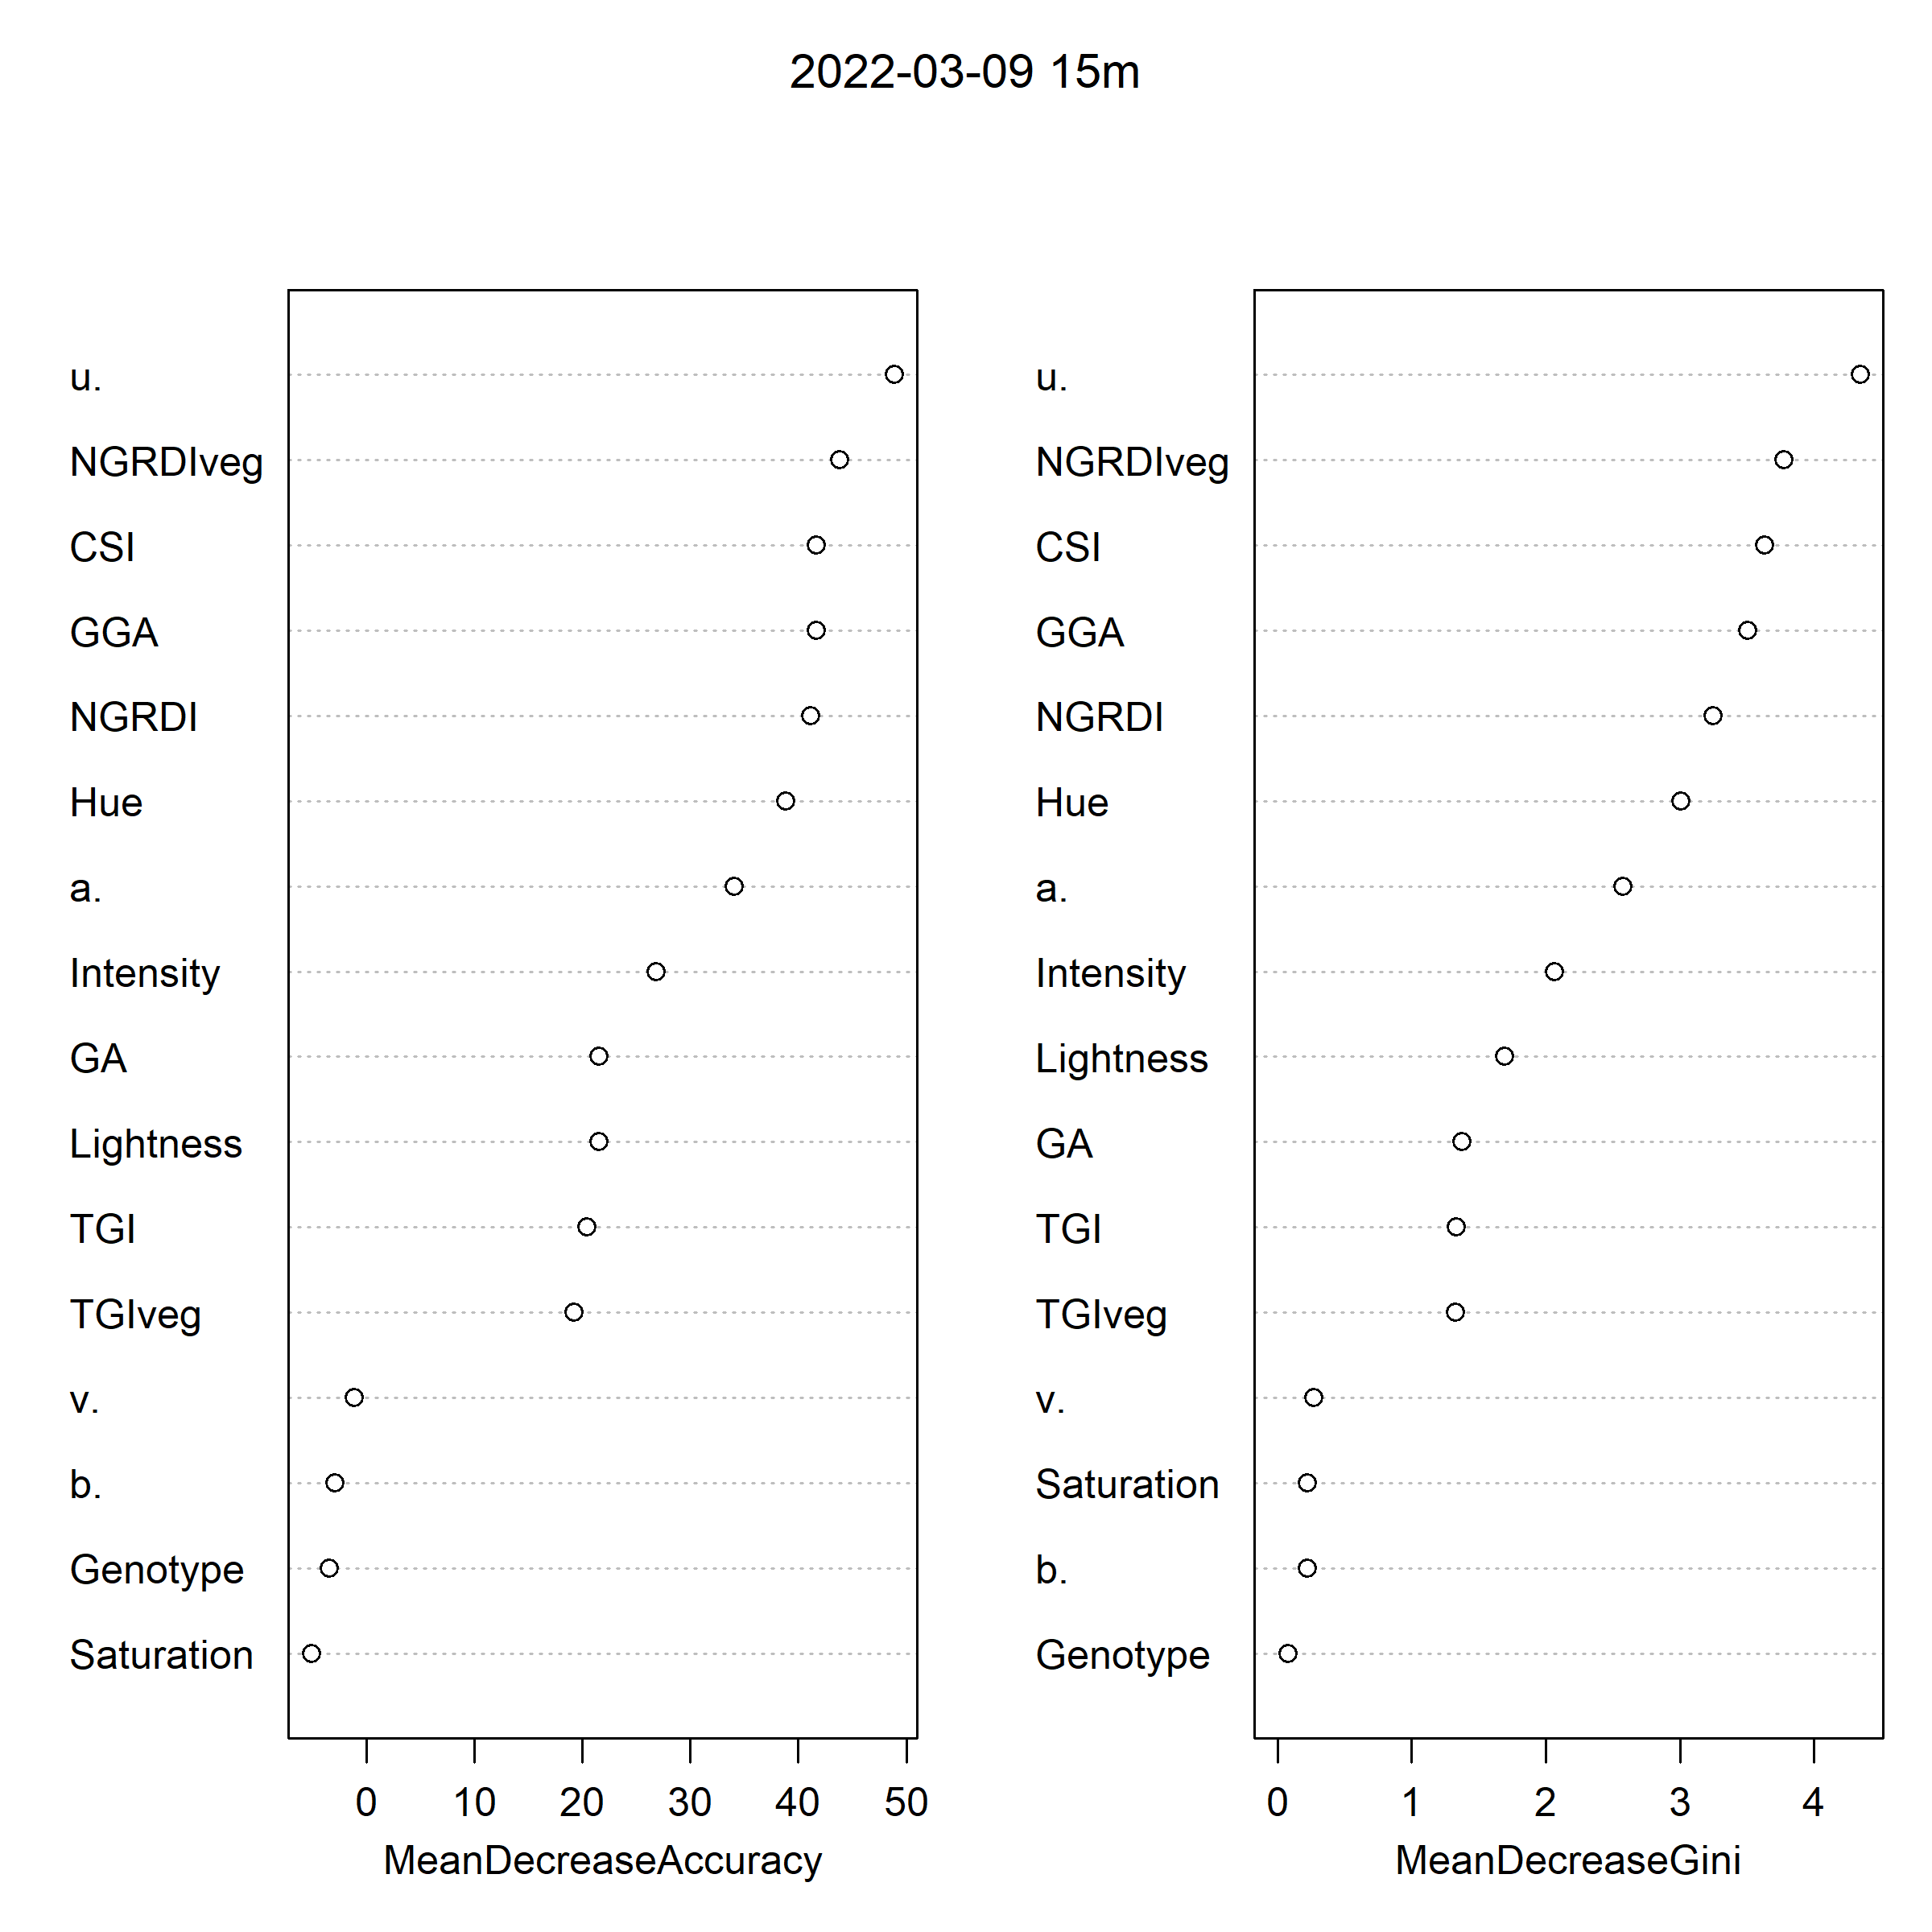 2022-03-09 15m
u.
NGRDIveg
CSI
GGA
NGRDI
Hue
a.
Intensity
GA
Lightness
TGI
TGIveg
v.
b.
Genotype
Saturation
0 10 20 30 40 50
MeanDecreaseAccuracy
u.
NGRDIveg
CSI
GGA
NGRDI
Hue
a.
Intensity
Lightness
GA
TGI
TGIveg
v.
Saturation
b.
Genotype
0 1 2 3 4
MeanDecreaseGini